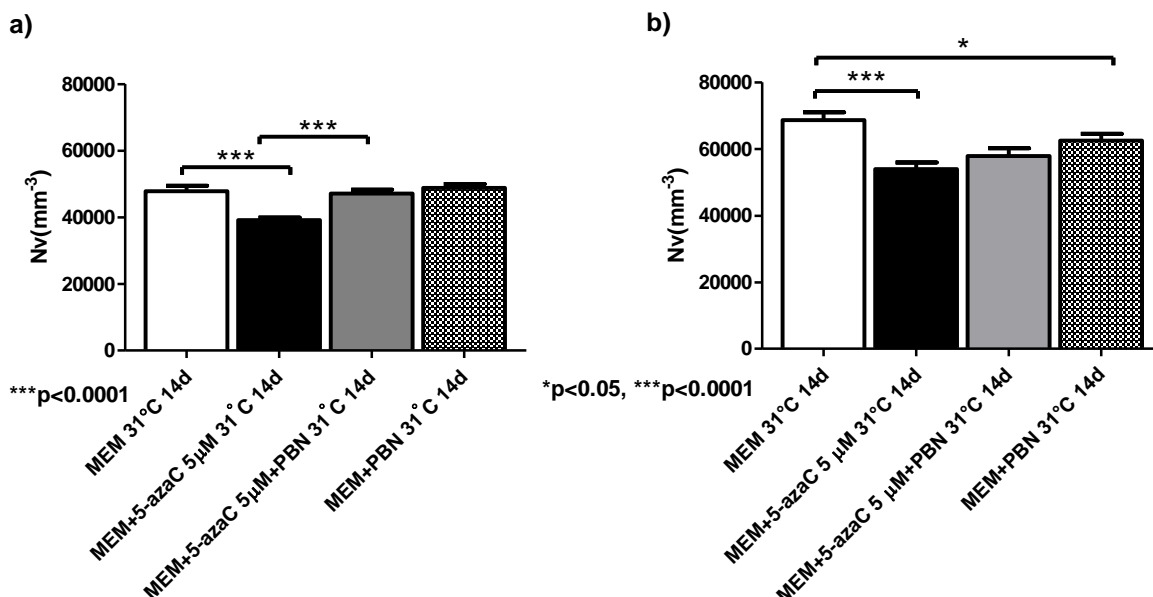 a)
80000
60000
40000
20000
0
Nv(mm-3)
***
***
MEM 31°C 14d
MEM+5-azaC 5μM 31°C 14d
MEM+5-azaC 5μM+PBN 31°C 14d
MEM+PBN 31°C 14d
***p<0.0001
b)
80000
60000
40000
20000
0
Nv(mm-3)
***
*
MEM 31°C 14d
MEM+5-azaC 5 μM 31°C 14d
MEM+5-azaC 5 μM+PBN 31°C 14d
MEM+PBN 31°C 14d
*p<0.05, ***p<0.0001